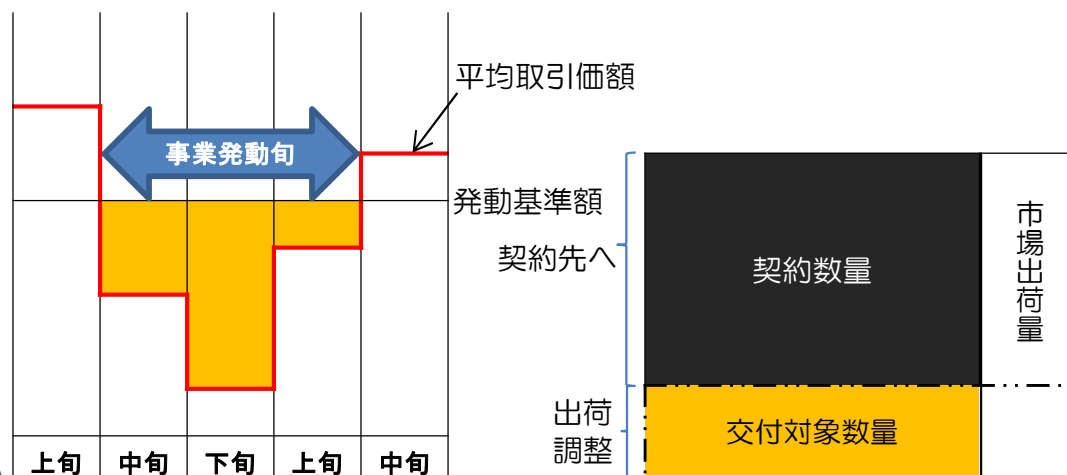 平均取引価額
事業発動旬
発動基準額
契約先へ
契約数量
市場出荷量
出荷
調整
交付対象数量
上旬
中旬
下旬
上旬
中旬